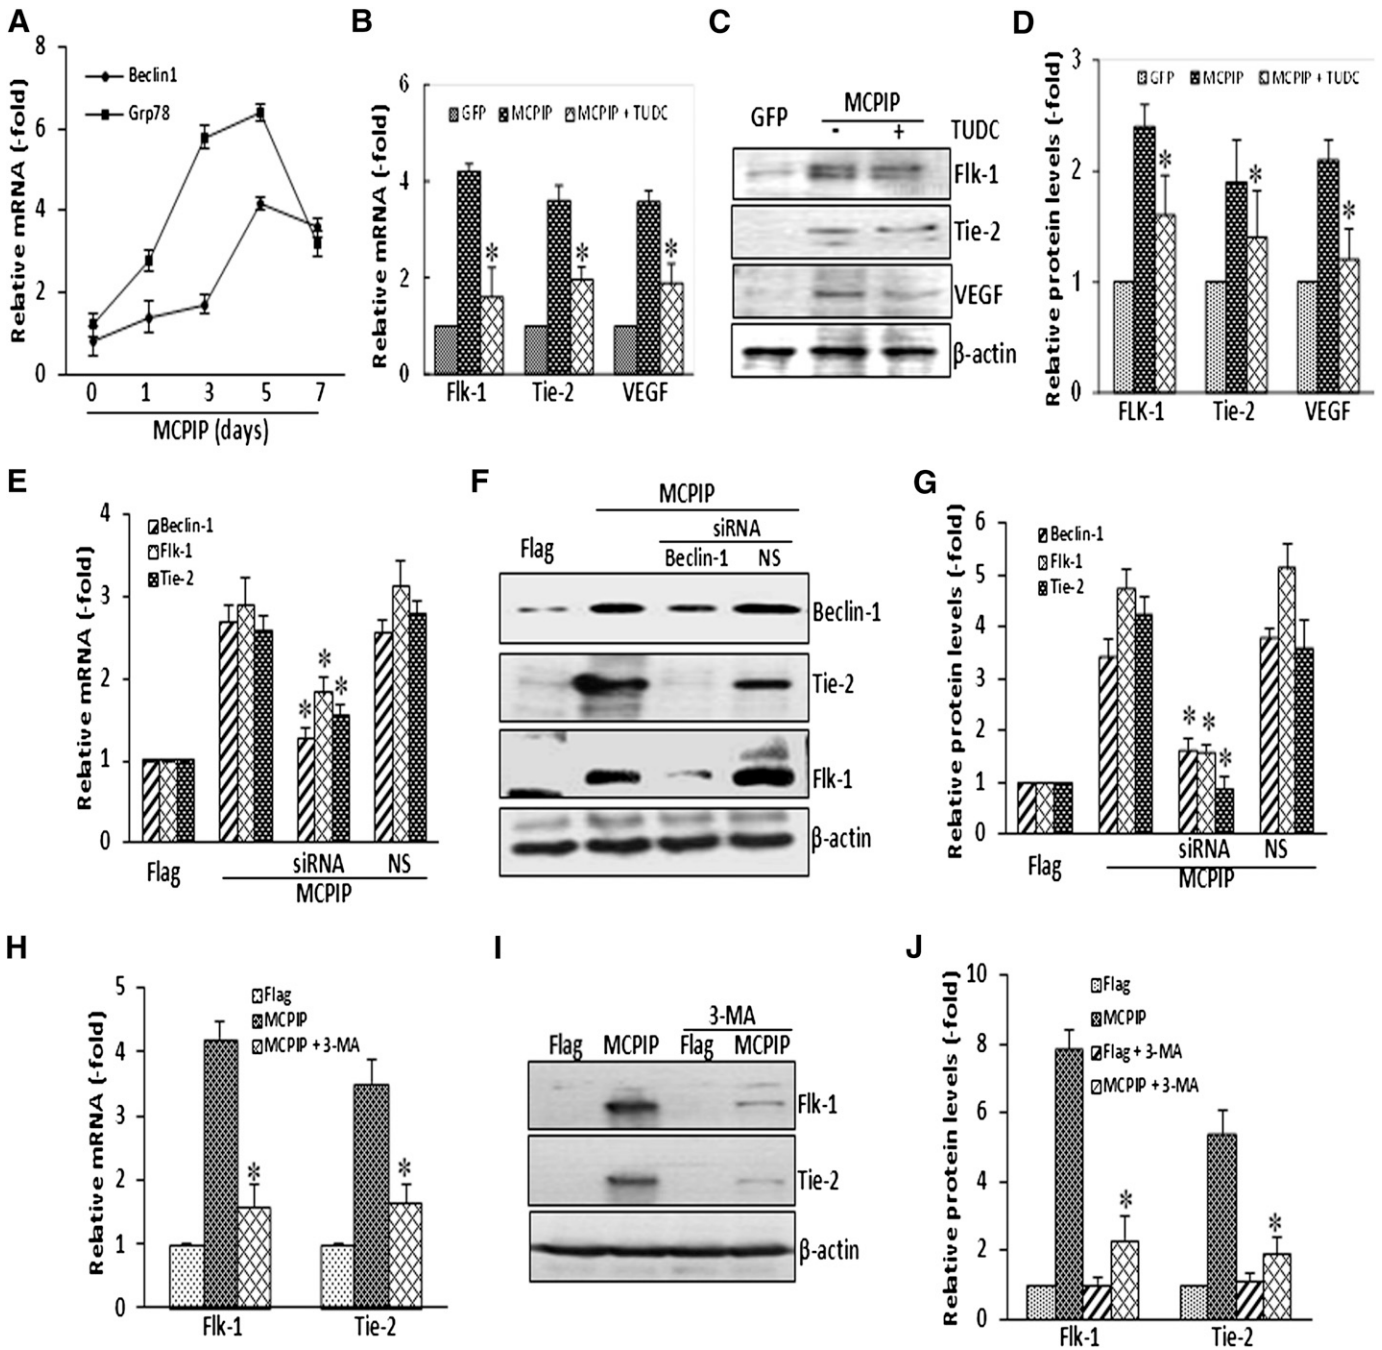 A
Relative mRNA (-fold)
8
6
4
2
0
Beclin1
Grp78
0 1 3 5 7
MCPIP (days)
B
Relative mRNA (-fold)
6
4
2
0
GFP MCPIP MCPIP + TUDC
* * *
Flk-1 Tie-2 VEGF
C
MCPIP
GFP - + TUDC
Flk-1
Tie-2
VEGF
β-actin
D
Relative protein levels (-fold)
3
2
1
0
GFP MCPIP MCPIP + TUDC
* * *
FLK-1 Tie-2 VEGF
E
Relative mRNA (-fold)
4
3
2
1
0
Beclin-1
Flk-1
Tie-2
* * *
Flag siRNA NS
MCPIP
F
MCPIP
siRNA
Flag Beclin-1 NS
Beclin-1
Tie-2
Flk-1
β-actin
G
Relative protein levels (-fold)
6
5
4
3
2
1
0
Beclin-1
Flk-1
Tie-2
* * *
Flag siRNA NS
MCPIP
H
Relative mRNA (-fold)
5
4
3
2
1
0
Flag
MCPIP
MCPIP + 3-MA
* *
Flk-1 Tie-2
I
3-MA
Flag MCPIP Flag MCPIP
Flk-1
Tie-2
β-actin
J
Relative protein levels (-fold)
10
8
6
4
2
0
Flag
MCPIP
Flag + 3-MA
MCPIP + 3-MA
* *
Flk-1 Tie-2